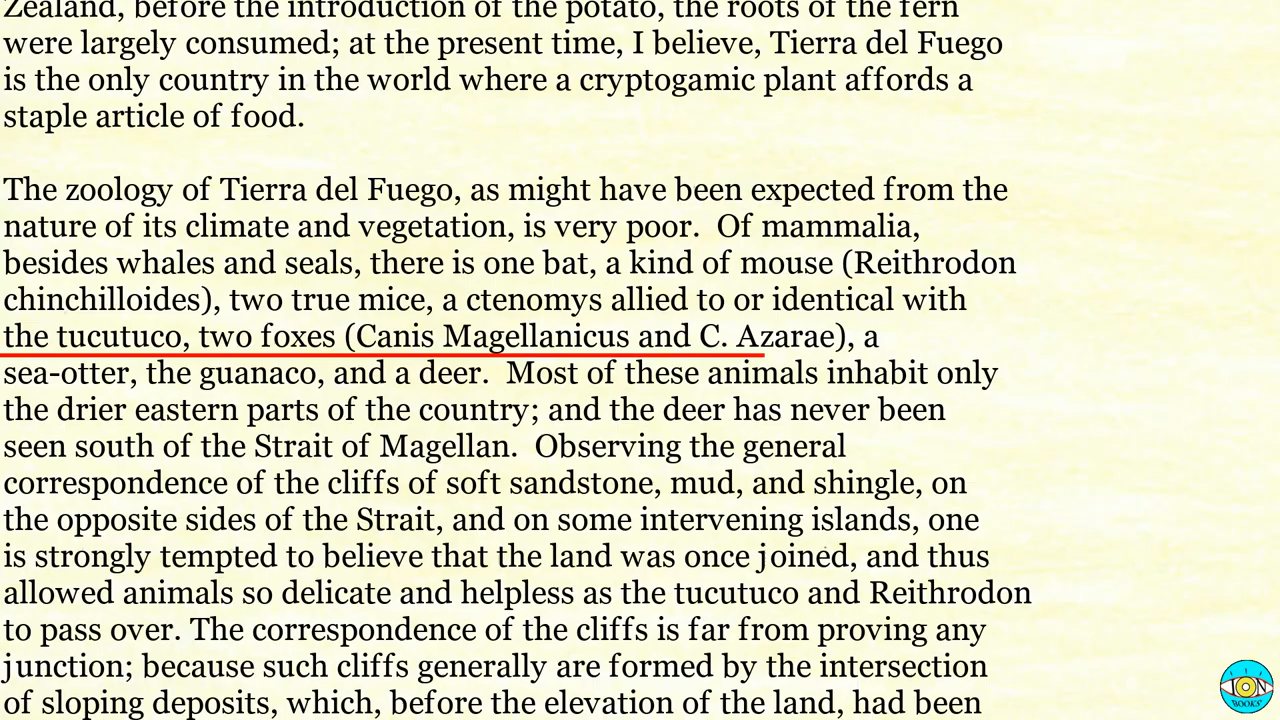 Zealand, before the introduction of the potato, the roots of the fern
were largely consumed; at the present time, I believe, Tierra del Fuego
is the only country in the world where a cryptogamic plant affords a
staple article of food.
The zoology of Tierra del Fuego, as might have been expected from the
nature of its climate and vegetation, is very poor.  Of mammalia,
besides whales and seals, there is one bat, a kind of mouse (Reithrodon
chinchilloides), two true mice, a ctenomys allied to or identical with
the tucutuco, two foxes (Canis Magellanicus and C. Azarae), a
sea-otter, the guanaco, and a deer.  Most of these animals inhabit only
the drier eastern parts of the country; and the deer has never been
seen south of the Strait of Magellan.  Observing the general
correspondence of the cliffs of soft sandstone, mud, and shingle, on
the opposite sides of the Strait, and on some intervening islands, one
is strongly tempted to believe that the land was once joined, and thus
allowed animals so delicate and helpless as the tucutuco and Reithrodon
to pass over. The correspondence of the cliffs is far from proving any
junction; because such cliffs generally are formed by the intersection
of sloping deposits, which, before the elevation of the land, had been
ION
BOOKS